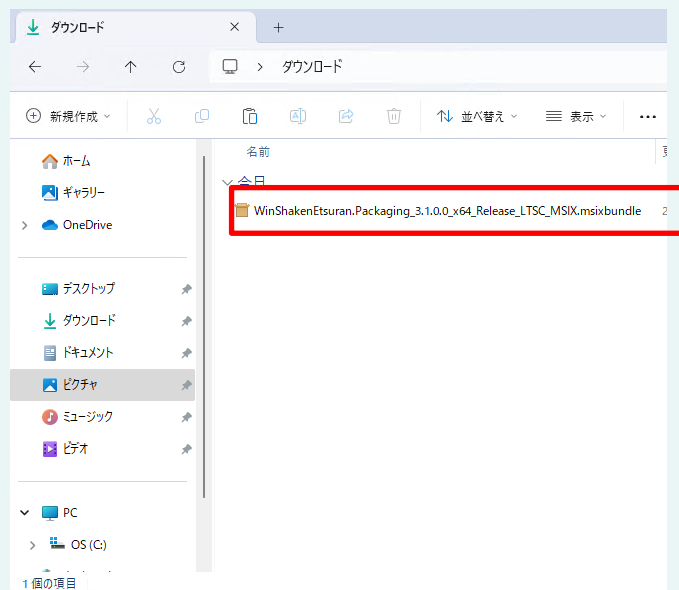 ダウンロード
ダウンロード
新規作成
並べ替え
表示
ホーム
ギャラリー
OneDrive
デスクトップ
ダウンロード
ドキュメント
ピクチャ
ミュージック
ビデオ
PC
OS (C:)
1 個の項目
名前
今日
WinShakenEtsuran.Packaging_3.1.0.0_x64_Release_LTSC_MSIX.msixbundle
2